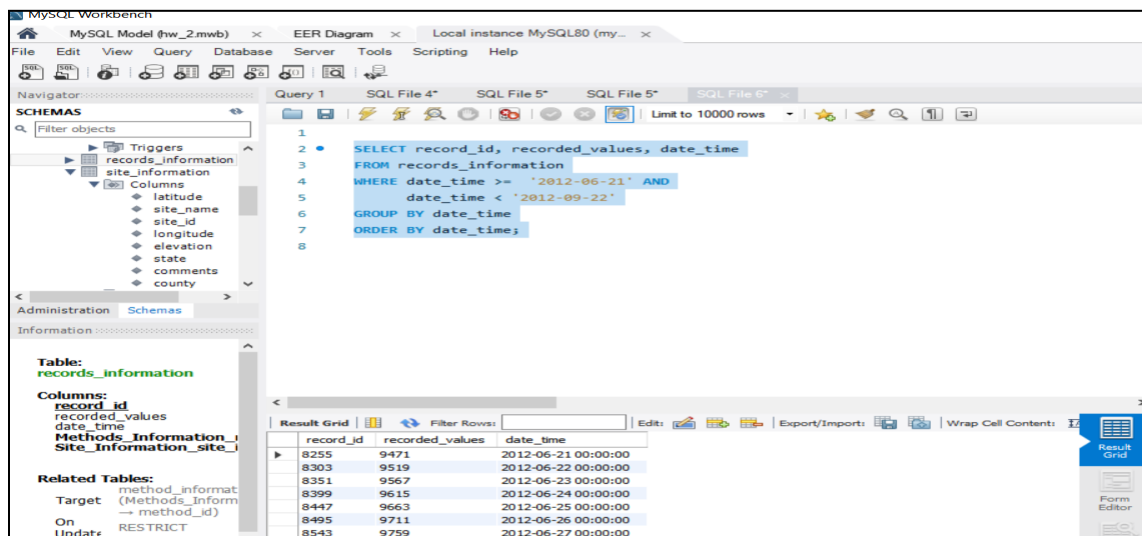 MySQL Workbench
MySQL Model (hw_2.mwb) × EER Diagram × Local instance MySQL80 (my... ×
File Edit View Query Database Server Tools Scripting Help
Navigator
SCHEMAS
Filter objects
Triggers
records_information
site_information
Columns
latitude
site_name
site_id
longitude
elevation
state
comments
county
Administration Schemas
Information
Table:
records_information
Columns:
record_id
recorded_values
date_time
Methods_Information_
Site_Information_site_i
Related Tables:
method_informat
Target (Methods_Inform
→ method_id)
On RESTRICT
Update
Query 1 SQL File 4* SQL File 5* SQL File 5* SQL File 6* ×
Limit to 10000 rows
1
2 SELECT record_id, recorded_values, date_time
3 FROM records_information
4 WHERE date_time >= '2012-06-21' AND
5 date_time < '2012-09-22'
6 GROUP BY date_time
7 ORDER BY date_time;
8
Result Grid Filter Rows: Edit: Export/Import: Wrap Cell Content:
record_id recorded_values date_time
8255 9471 2012-06-21 00:00:00
8303 9519 2012-06-22 00:00:00
8351 9567 2012-06-23 00:00:00
8399 9615 2012-06-24 00:00:00
8447 9663 2012-06-25 00:00:00
8495 9711 2012-06-26 00:00:00
8543 9759 2012-06-27 00:00:00
Result
Grid
Form
Editor